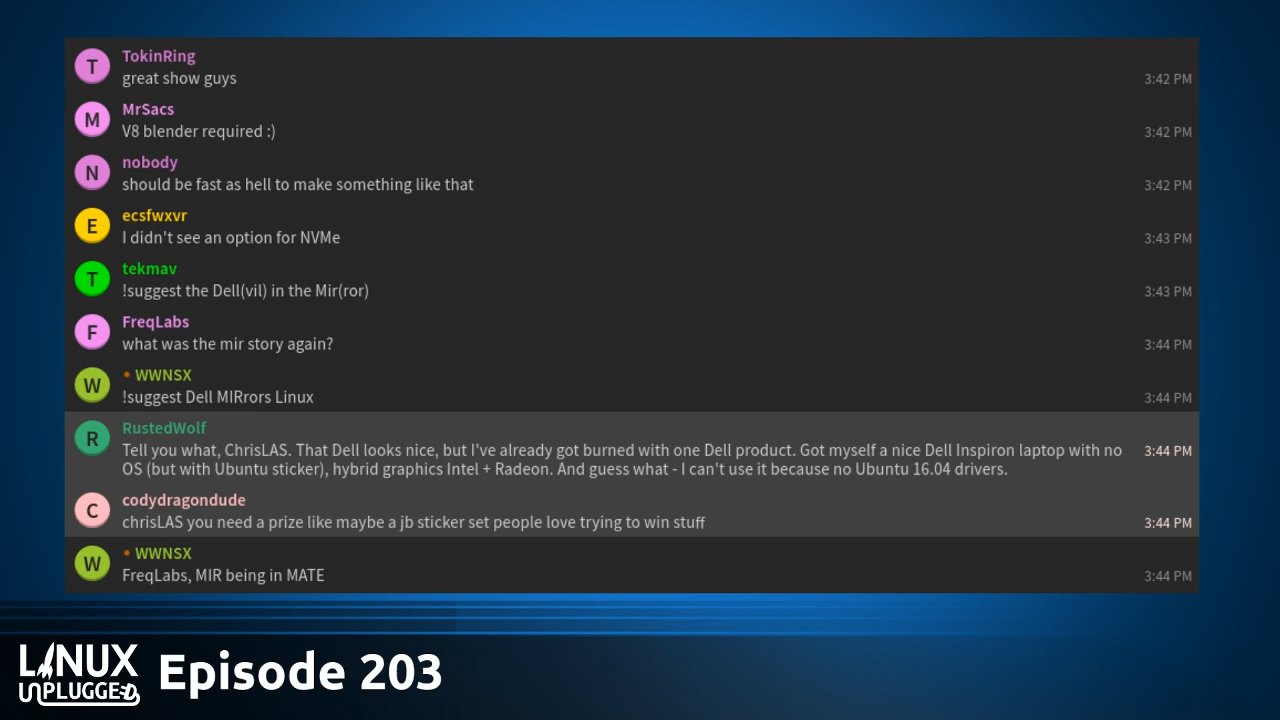 T
TokinRing
great show guys
3:42 PM
M
MrSacs
V8 blender required :)
3:42 PM
N
nobody
should be fast as hell to make something like that
3:42 PM
E
ecsfwxvr
I didn't see an option for NVMe
3:43 PM
T
tekmav
!suggest the Dell(vil) in the Mir(ror)
3:43 PM
F
FreqLabs
what was the mir story again?
3:44 PM
W
• WWNSX
!suggest Dell MIRrors Linux
3:44 PM
R
RustedWolf
Tell you what, ChrisLAS. That Dell looks nice, but I've already got burned with one Dell product. Got myself a nice Dell Inspiron laptop with no
3:44 PM
OS (but with Ubuntu sticker), hybrid graphics Intel + Radeon. And guess what - I can't use it because no Ubuntu 16.04 drivers.
C
codydragondude
chrisLAS you need a prize like maybe a jb sticker set people love trying to win stuff
3:44 PM
W
• WWNSX
FreqLabs, MIR being in MATE
3:44 PM
LINUX
UNPLUGGED
Episode 203